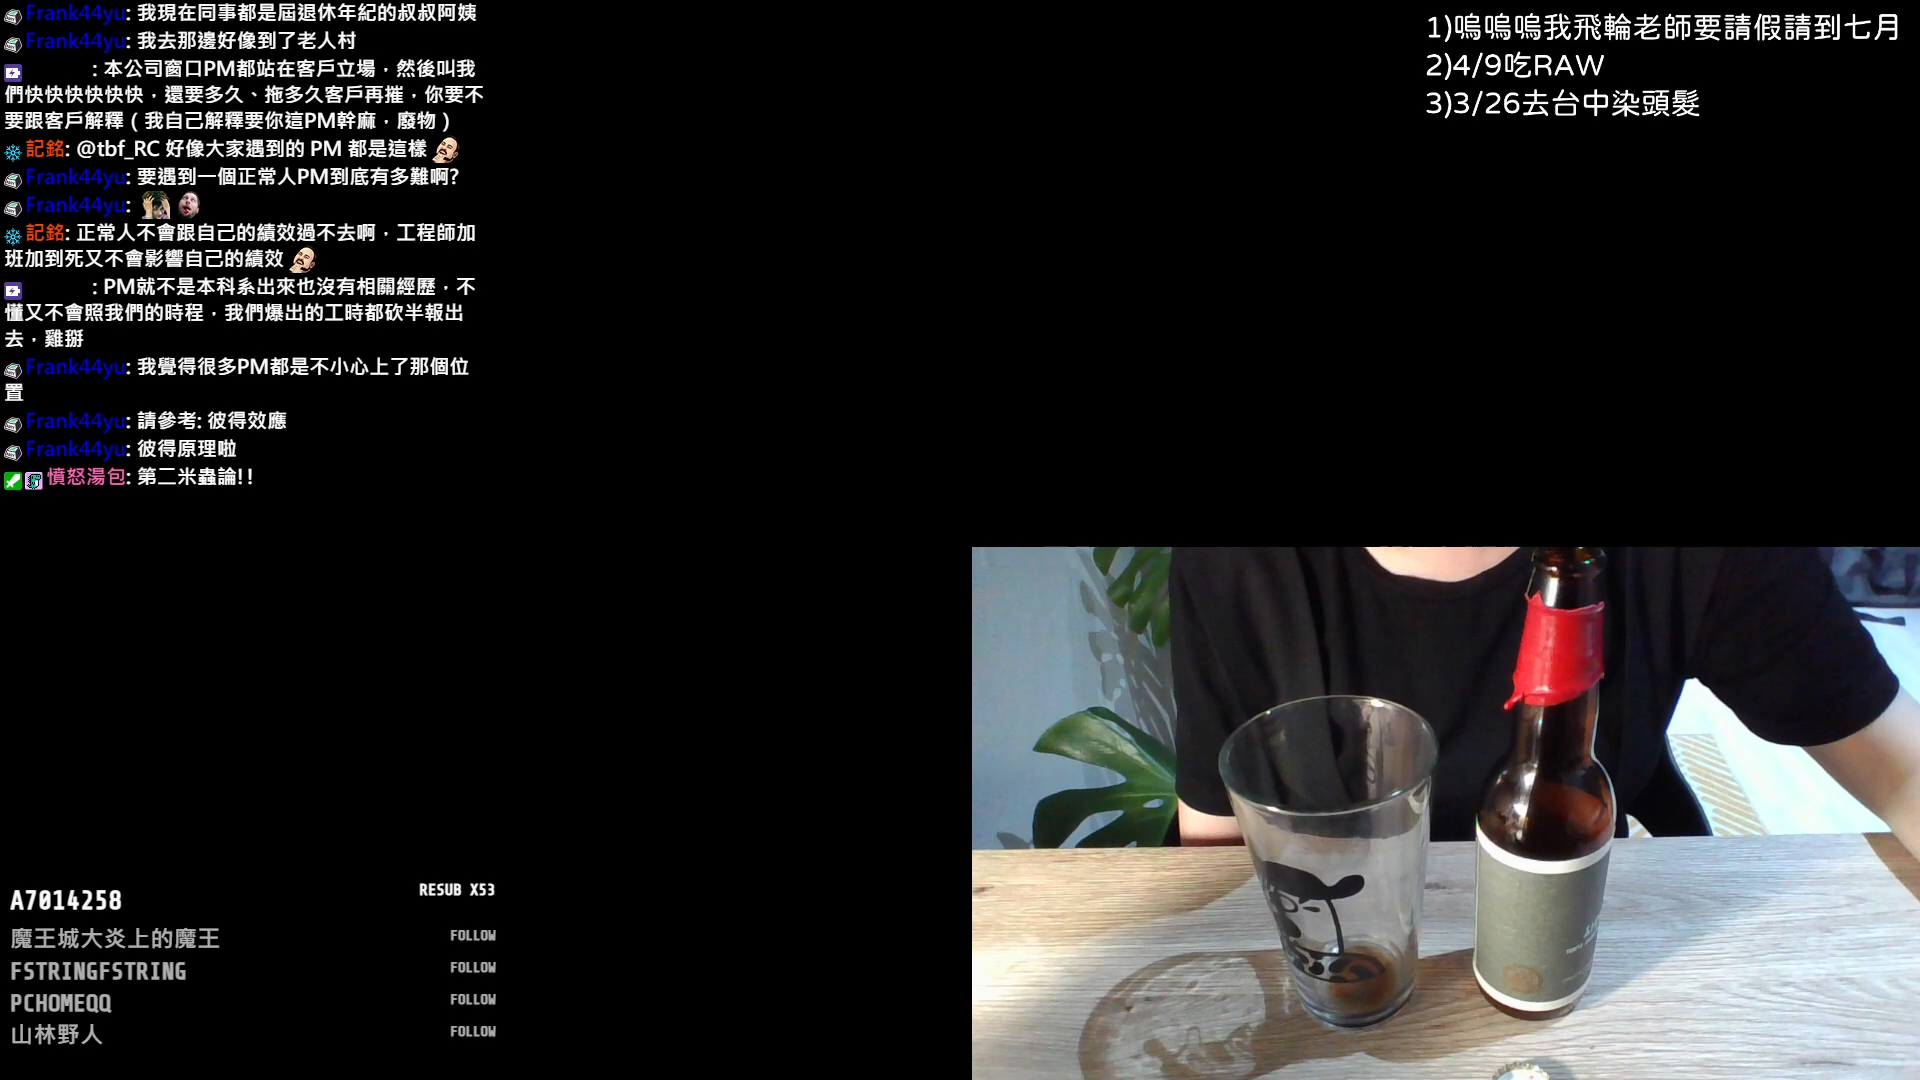 Frank44yu: 我現在同事都是屆退休年紀的叔叔阿姨
Frank44yu: 我去那邊好像到了老人村
: 本公司窗口PM都站在客戶立場，然後叫我
們快快快快快快，還要多久、拖多久客戶再摧，你要不
要跟客戶解釋 ( 我自己解釋要你這PM幹麻，廢物 )
記銘: @tbf_RC 好像大家遇到的 PM 都是這樣
Frank44yu: 要遇到一個正常人PM到底有多難啊?
Frank44yu:
記銘: 正常人不會跟自己的績效過不去啊，工程師加
班加到死又不會影響自己的績效
: PM就不是本科系出來也沒有相關經歷，不
懂又不會照我們的時程，我們爆出的工時都砍半報出
去，雞掰
Frank44yu: 我覺得很多PM都是不小心上了那個位
置
Frank44yu: 請參考: 彼得效應
Frank44yu: 彼得原理啦
憤怒湯包: 第二米蟲論!!
1)嗚嗚嗚我飛輪老師要請假請到七月
2)4/9吃RAW
3)3/26去台中染頭髮
A7014258 RESUB X53
魔王城大炎上的魔王 FOLLOW
FSTRINGFSTRING FOLLOW
PCHOMEQQ FOLLOW
山林野人 FOLLOW